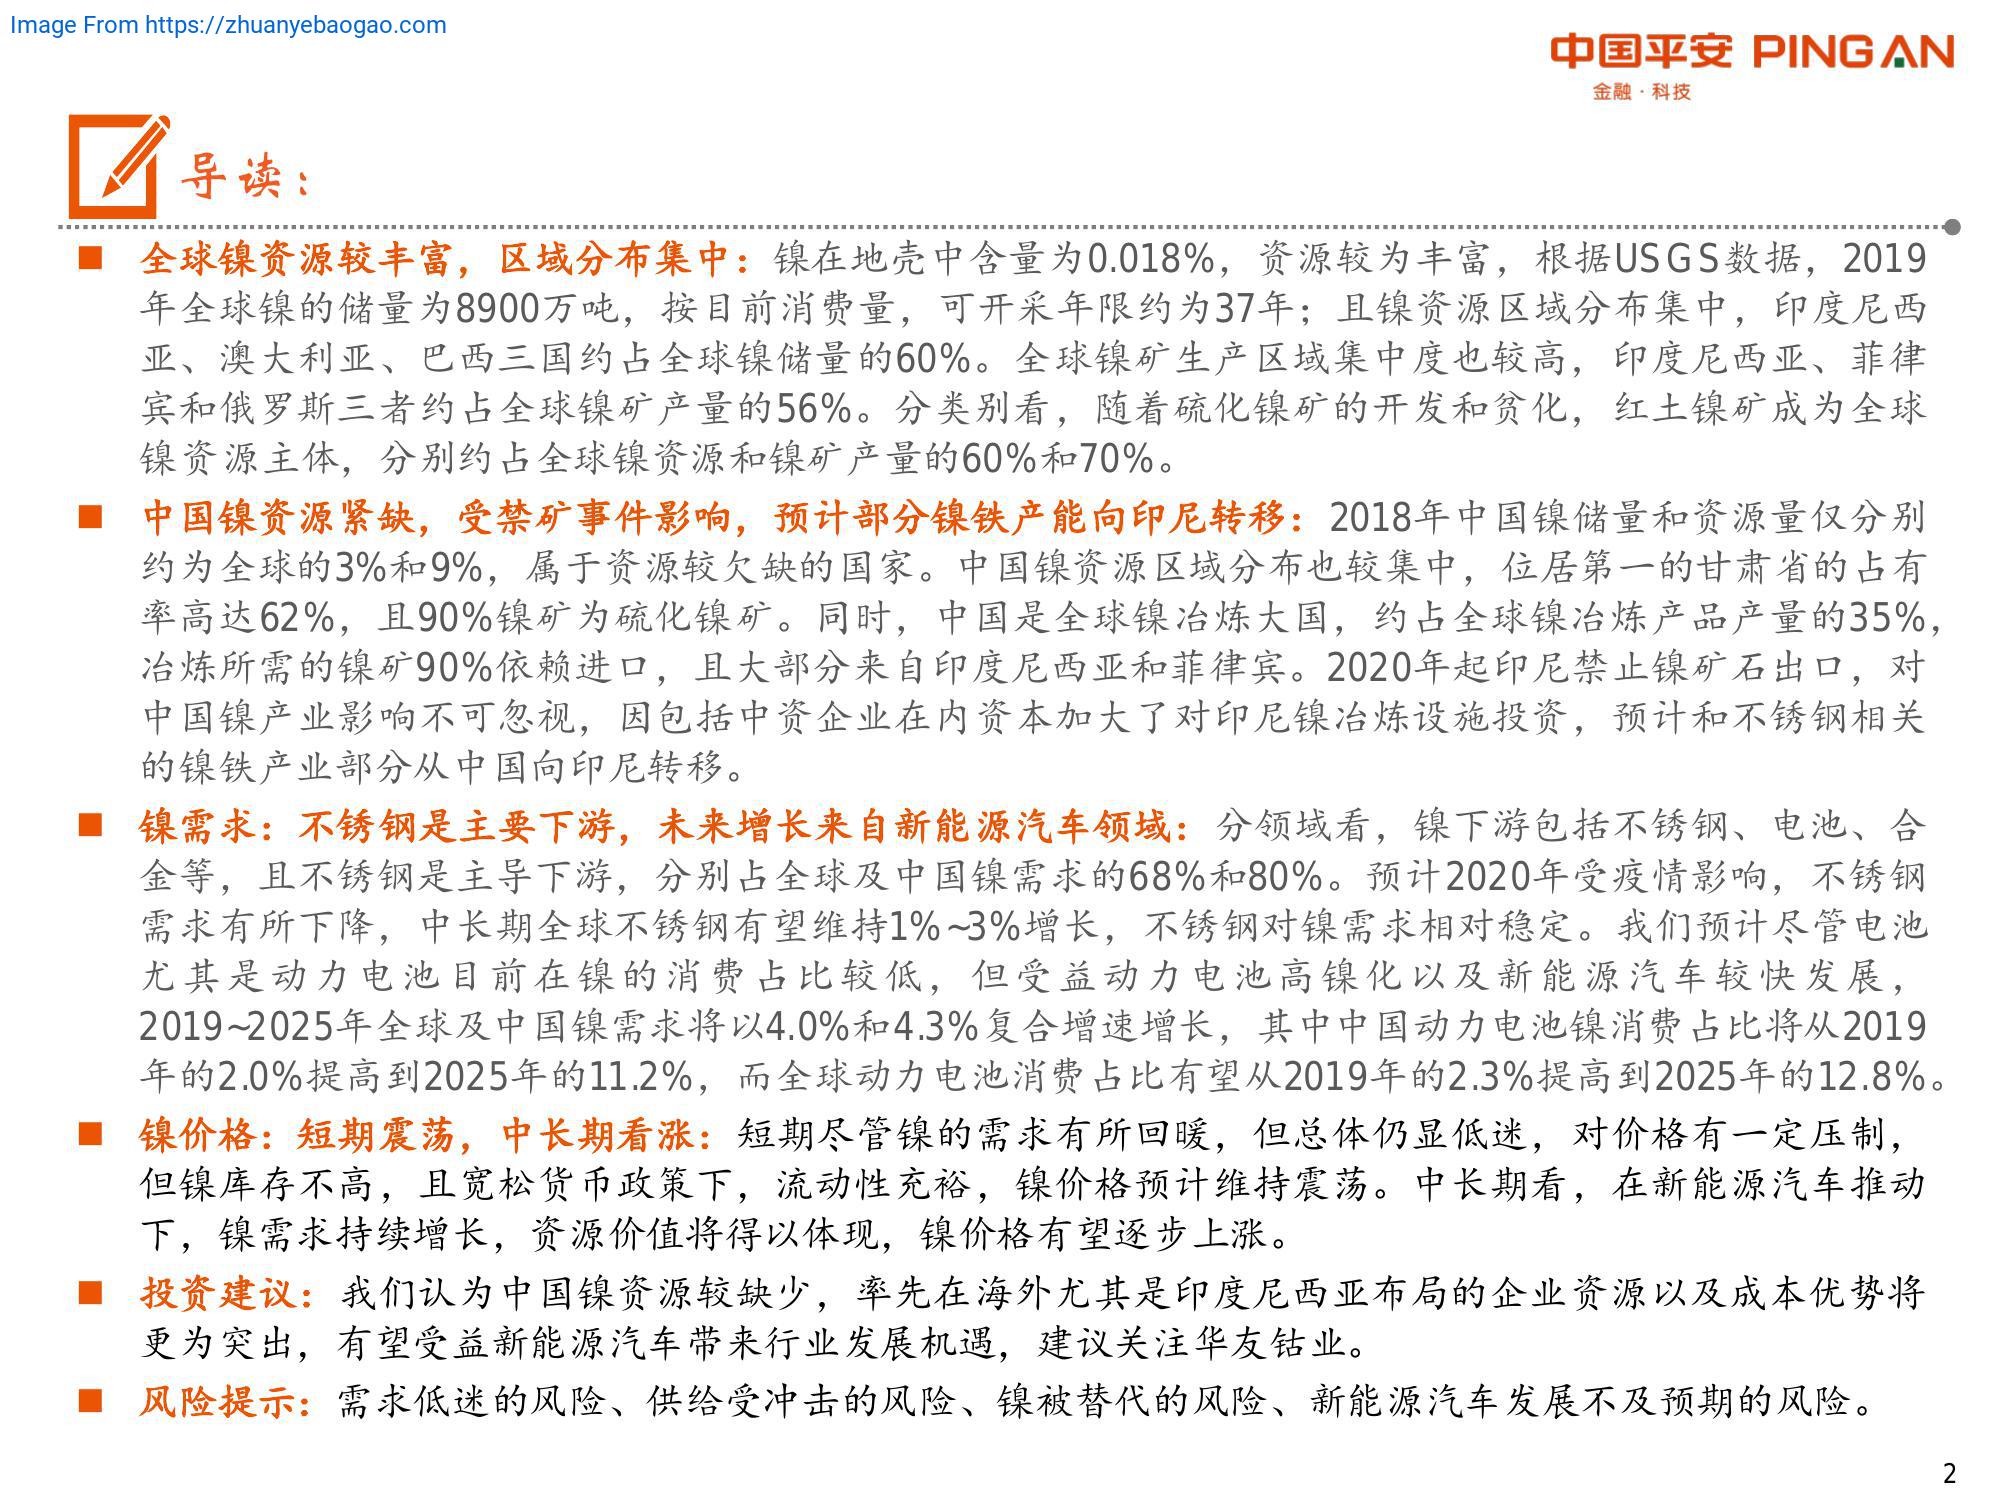 Image From https://zhuanyebaogao.com
中国平安 PING AN
金融·科技
导读：
全球镍资源较丰富，区域分布集中：镍在地壳中含量为0.018%，资源较为丰富，根据USGS数据，2019
年全球镍的储量为8900万吨，按目前消费量，可开采年限约为37年；且镍资源区域分布集中，印度尼西
亚、澳大利亚、巴西三国约占全球镍储量的60%。全球镍矿生产区域集中度也较高，印度尼西亚、菲律
宾和俄罗斯三者约占全球镍矿产量的56%。分类别看，随着硫化镍矿的开发和贫化，红土镍矿成为全球
镍资源主体，分别约占全球镍资源和镍矿产量的60%和70%。
中国镍资源紧缺，受禁矿事件影响，预计部分镍铁产能向印尼转移：2018年中国镍储量和资源量仅分别
约为全球的3%和9%，属于资源较欠缺的国家。中国镍资源区域分布也较集中，位居第一的甘肃省的占有
率高达62%，且90%镍矿为硫化镍矿。同时，中国是全球镍冶炼大国，约占全球镍冶炼产品产量的35%，
冶炼所需的镍矿90%依赖进口，且大部分来自印度尼西亚和菲律宾。2020年起印尼禁止镍矿石出口，对
中国镍产业影响不可忽视，因包括中资企业在内资本加大了对印尼镍冶炼设施投资，预计和不锈钢相关
的镍铁产业部分从中国向印尼转移。
镍需求：不锈钢是主要下游，未来增长来自新能源汽车领域：分领域看，镍下游包括不锈钢、电池、合
金等，且不锈钢是主导下游，分别占全球及中国镍需求的68%和80%。预计2020年受疫情影响，不锈钢
需求有所下降，中长期全球不锈钢有望维持1%~3%增长，不锈钢对镍需求相对稳定。我们预计尽管电池
尤其是动力电池目前在镍的消费占比较低，但受益动力电池高镍化以及新能源汽车较快发展，
2019~2025年全球及中国镍需求将以4.0%和4.3%复合增速增长，其中中国动力电池镍消费占比将从2019
年的2.0%提高到2025年的11.2%，而全球动力电池消费占比有望从2019年的2.3%提高到2025年的12.8%。
镍价格：短期震荡，中长期看涨：短期尽管镍的需求有所回暖，但总体仍显低迷，对价格有一定压制，
但镍库存不高，且宽松货币政策下，流动性充裕，镍价格预计维持震荡。中长期看，在新能源汽车推动
下，镍需求持续增长，资源价值将得以体现，镍价格有望逐步上涨。
投资建议：我们认为中国镍资源较缺少，率先在海外尤其是印度尼西亚布局的企业资源以及成本优势将
更为突出，有望受益新能源汽车带来行业发展机遇，建议关注华友钴业。
风险提示：需求低迷的风险、供给受冲击的风险、镍被替代的风险、新能源汽车发展不及预期的风险。
2